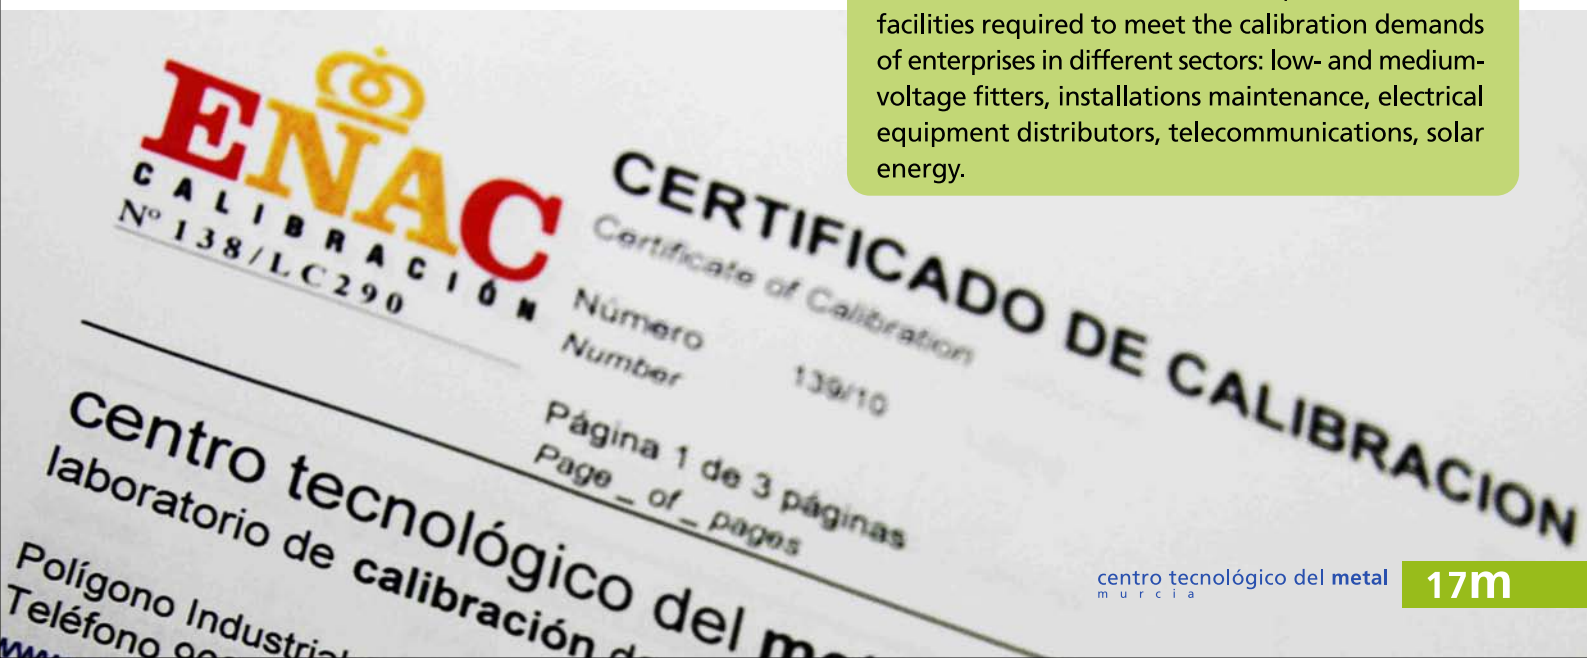 facilities required to meet the calibration demands
of enterprises in different sectors: low- and medium-
voltage fitters, installations maintenance, electrical
equipment distributors, telecommunications, solar
energy.
ENAC
CALIBRACIÓN
Nº 138/LC290
CERTIFICADO DE CALIBRACION
Certificate of Calibration
Número
Number
139/10
Página 1 de 3 páginas
Page _ of _ pages
centro tecnológico del
laboratorio de calibración
Polígono Industrial
Teléfono
centro tecnológico del metal
murcia
17m